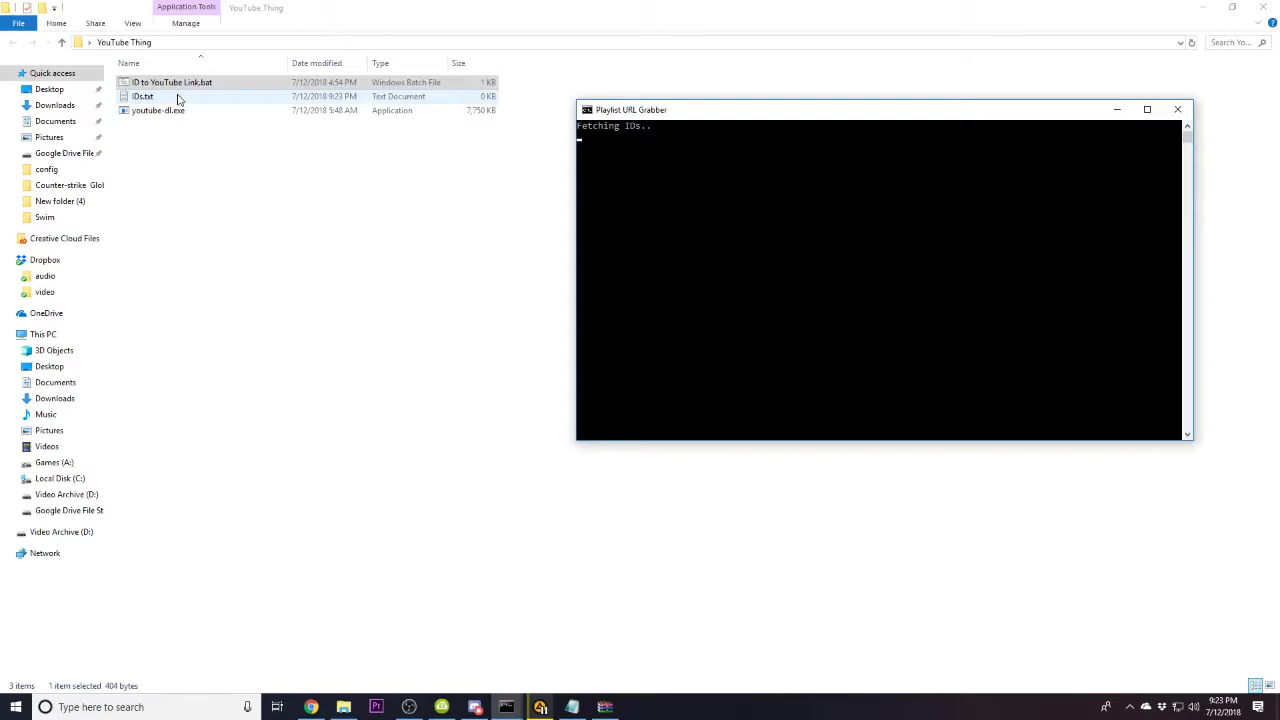 Application Tools
YouTube Thing
File
Home
Share
View
Manage
YouTube Thing
Search Yo...
Name
Date modified
Type
Size
Quick access
Desktop
Downloads
Documents
Pictures
Google Drive File
config
Counter-strike Glol
New folder (4)
Swim
Creative Cloud Files
Dropbox
audio
video
OneDrive
This PC
3D Objects
Desktop
Documents
Downloads
Music
Pictures
Videos
Games (A:)
Local Disk (C:)
Video Archive (D:)
Google Drive File St
Video Archive (D:)
Network
ID to YouTube Link.bat 7/12/2018 4:54 PM Windows Batch File 1 KB
IDs.txt 7/12/2018 9:23 PM Text Document 0 KB
youtube-dl.exe 7/12/2018 5:48 AM Application 7,750 KB
Playlist URL Grabber
Fetching IDs..
3 items 1 item selected 404 bytes
Type here to search
9:23 PM
7/12/2018